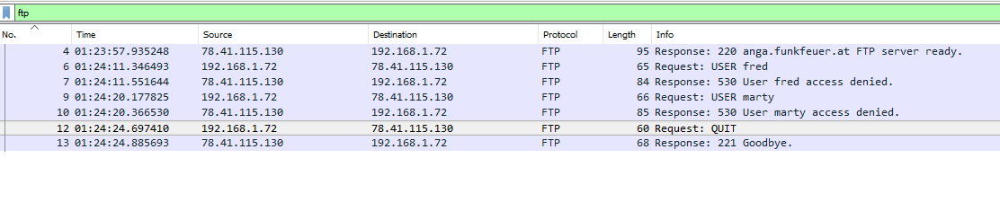 ftp
No. Time Source Destination Protocol Length Info
4 01:23:57.935248 78.41.115.130 192.168.1.72 FTP 95 Response: 220 anga.funkfeuer.at FTP server ready.
6 01:24:11.346493 192.168.1.72 78.41.115.130 FTP 65 Request: USER fred
7 01:24:11.551644 78.41.115.130 192.168.1.72 FTP 84 Response: 530 User fred access denied.
9 01:24:20.177825 192.168.1.72 78.41.115.130 FTP 66 Request: USER marty
10 01:24:20.366530 78.41.115.130 192.168.1.72 FTP 85 Response: 530 User marty access denied.
12 01:24:24.697410 192.168.1.72 78.41.115.130 FTP 60 Request: QUIT
13 01:24:24.885693 78.41.115.130 192.168.1.72 FTP 68 Response: 221 Goodbye.